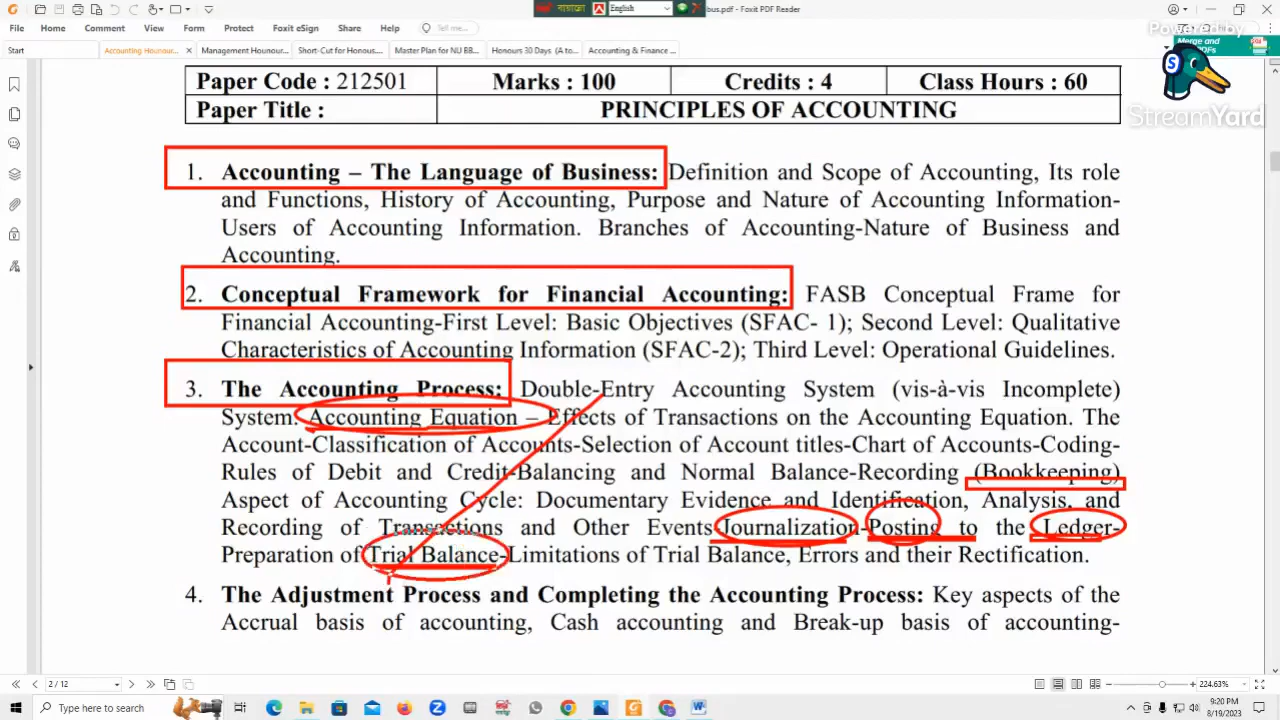 বাংলা English bus.pdf - Foxit PDF Reader
File Home Comment View Form Protect Foxit eSign Share Help Tell me...
Powered by
Merge and
Start Accounting Hounour... Management Hounour... Short-Cut for Honous... Master Plan for NU BB... Honours 30 Days (A to... Accounting & Finance ...
StreamYard
Paper Code : 212501 Marks : 100 Credits : 4 Class Hours : 60
Paper Title : PRINCIPLES OF ACCOUNTING
1. Accounting – The Language of Business: Definition and Scope of Accounting, Its role
and Functions, History of Accounting, Purpose and Nature of Accounting Information-
Users of Accounting Information. Branches of Accounting-Nature of Business and
Accounting.
2. Conceptual Framework for Financial Accounting: FASB Conceptual Frame for
Financial Accounting-First Level: Basic Objectives (SFAC- 1); Second Level: Qualitative
Characteristics of Accounting Information (SFAC-2); Third Level: Operational Guidelines.
3. The Accounting Process: Double-Entry Accounting System (vis-à-vis Incomplete)
System. Accounting Equation – Effects of Transactions on the Accounting Equation. The
Account-Classification of Accounts-Selection of Account titles-Chart of Accounts-Coding-
Rules of Debit and Credit-Balancing and Normal Balance-Recording (Bookkeeping)
Aspect of Accounting Cycle: Documentary Evidence and Identification, Analysis, and
Recording of Transactions and Other Events-Journalization-Posting to the Ledger-
Preparation of Trial Balance-Limitations of Trial Balance, Errors and their Rectification.
4. The Adjustment Process and Completing the Accounting Process: Key aspects of the
Accrual basis of accounting, Cash accounting and Break-up basis of accounting-
2 / 12 224.63%
Type here to search 9:20 PM
8/19/2023